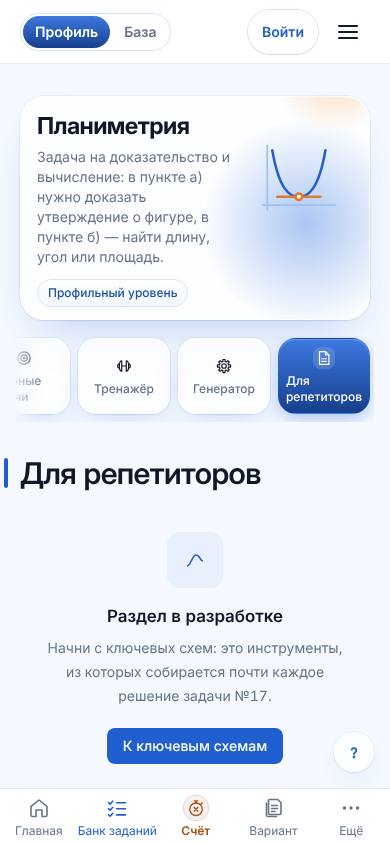 Профиль
База
Войти
Планиметрия
Задача на доказательство и
вычисление: в пункте а)
нужно доказать
утверждение о фигуре, в
пункте б) — найти длину,
угол или площадь.
Профильный уровень
Тренажёр
Генератор
Для
репетиторов
Для репетиторов
Раздел в разработке
Начни с ключевых схем: это инструменты,
из которых собирается почти каждое
решение задачи №17.
К ключевым схемам
?
Главная
Банк заданий
Счёт
Вариант
Ещё